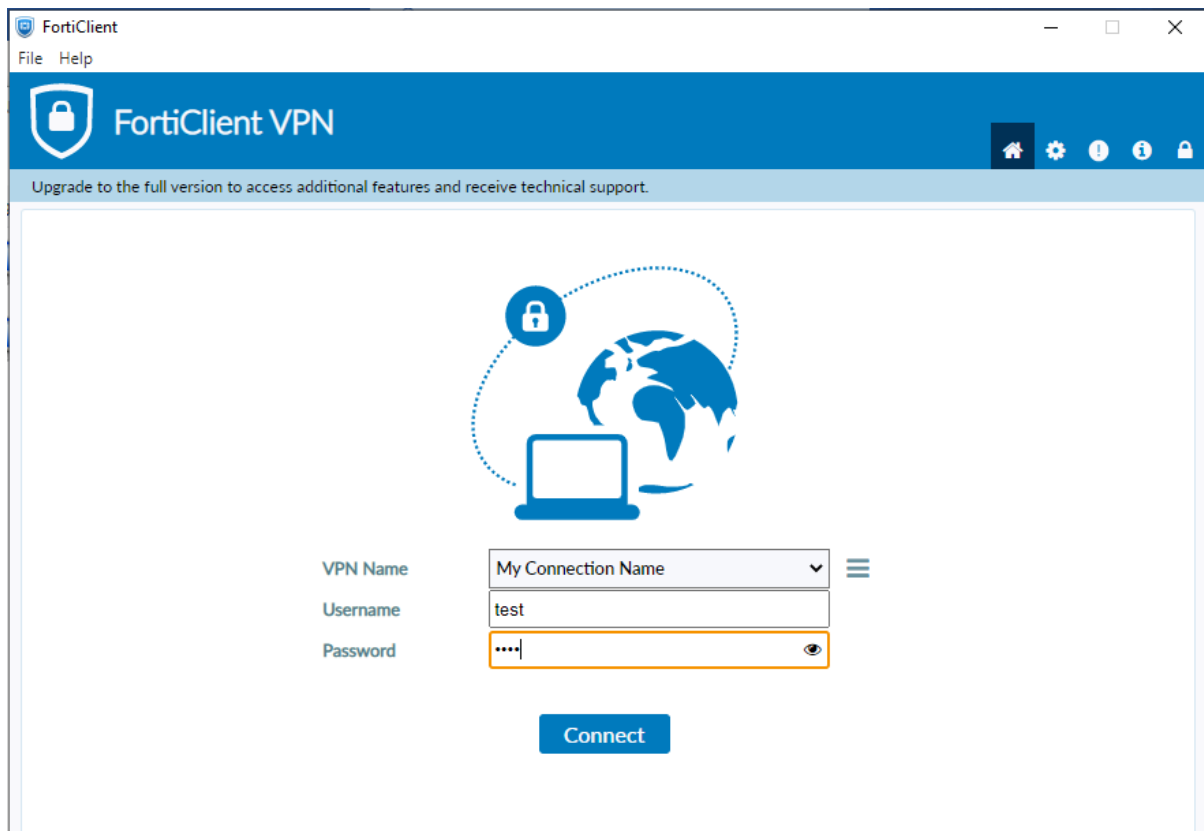 FortiClient
File Help
FortiClient VPN
Upgrade to the full version to access additional features and receive technical support.
VPN Name My Connection Name
Username test
Password ••••
Connect